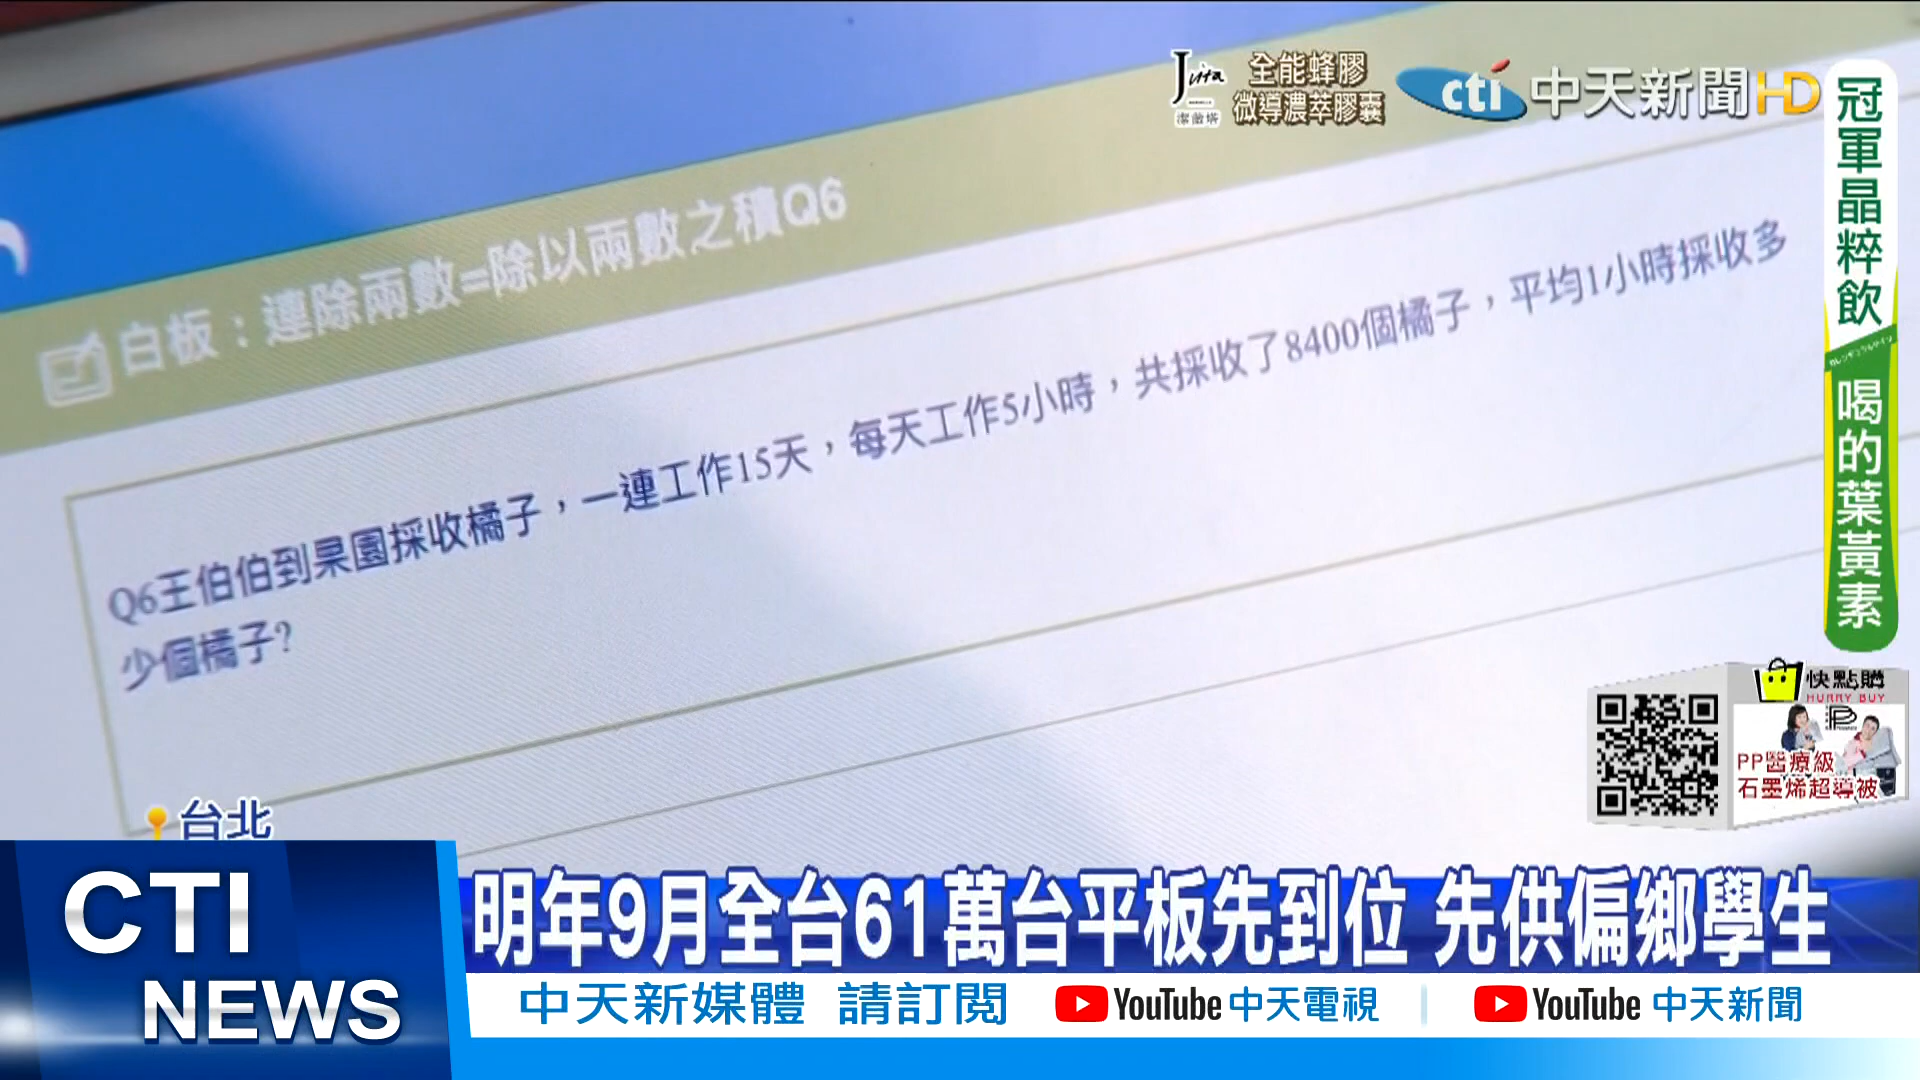 Jlita
潔敵塔
全能蜂膠
微導濃萃膠囊
cti 中天新聞HD
冠軍晶粹飲
喝的葉黃素
白板：連除兩數=除以兩數之積Q6
Q6王伯伯到果園採收橘子，一連工作15天，每天工作5小時，共採收了8400個橘子，平均1小時採收多
少個橘子?
快點購
HURRY BUY
PP醫療級
石墨烯超導被
台北
CTI
NEWS
明年9月全台61萬台平板先到位 先供偏鄉學生
中天新媒體 請訂閱 YouTube 中天電視 | YouTube 中天新聞